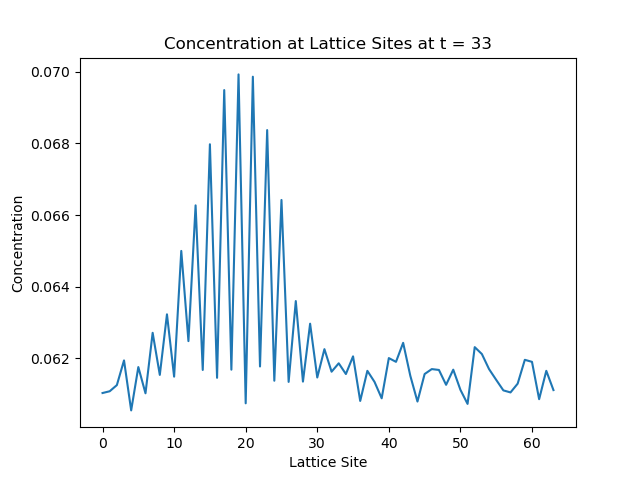 Concentration at Lattice Sites at t = 33
0.070
0.068
0.066
0.064
0.062
Concentration
0 10 20 30 40 50 60
Lattice Site